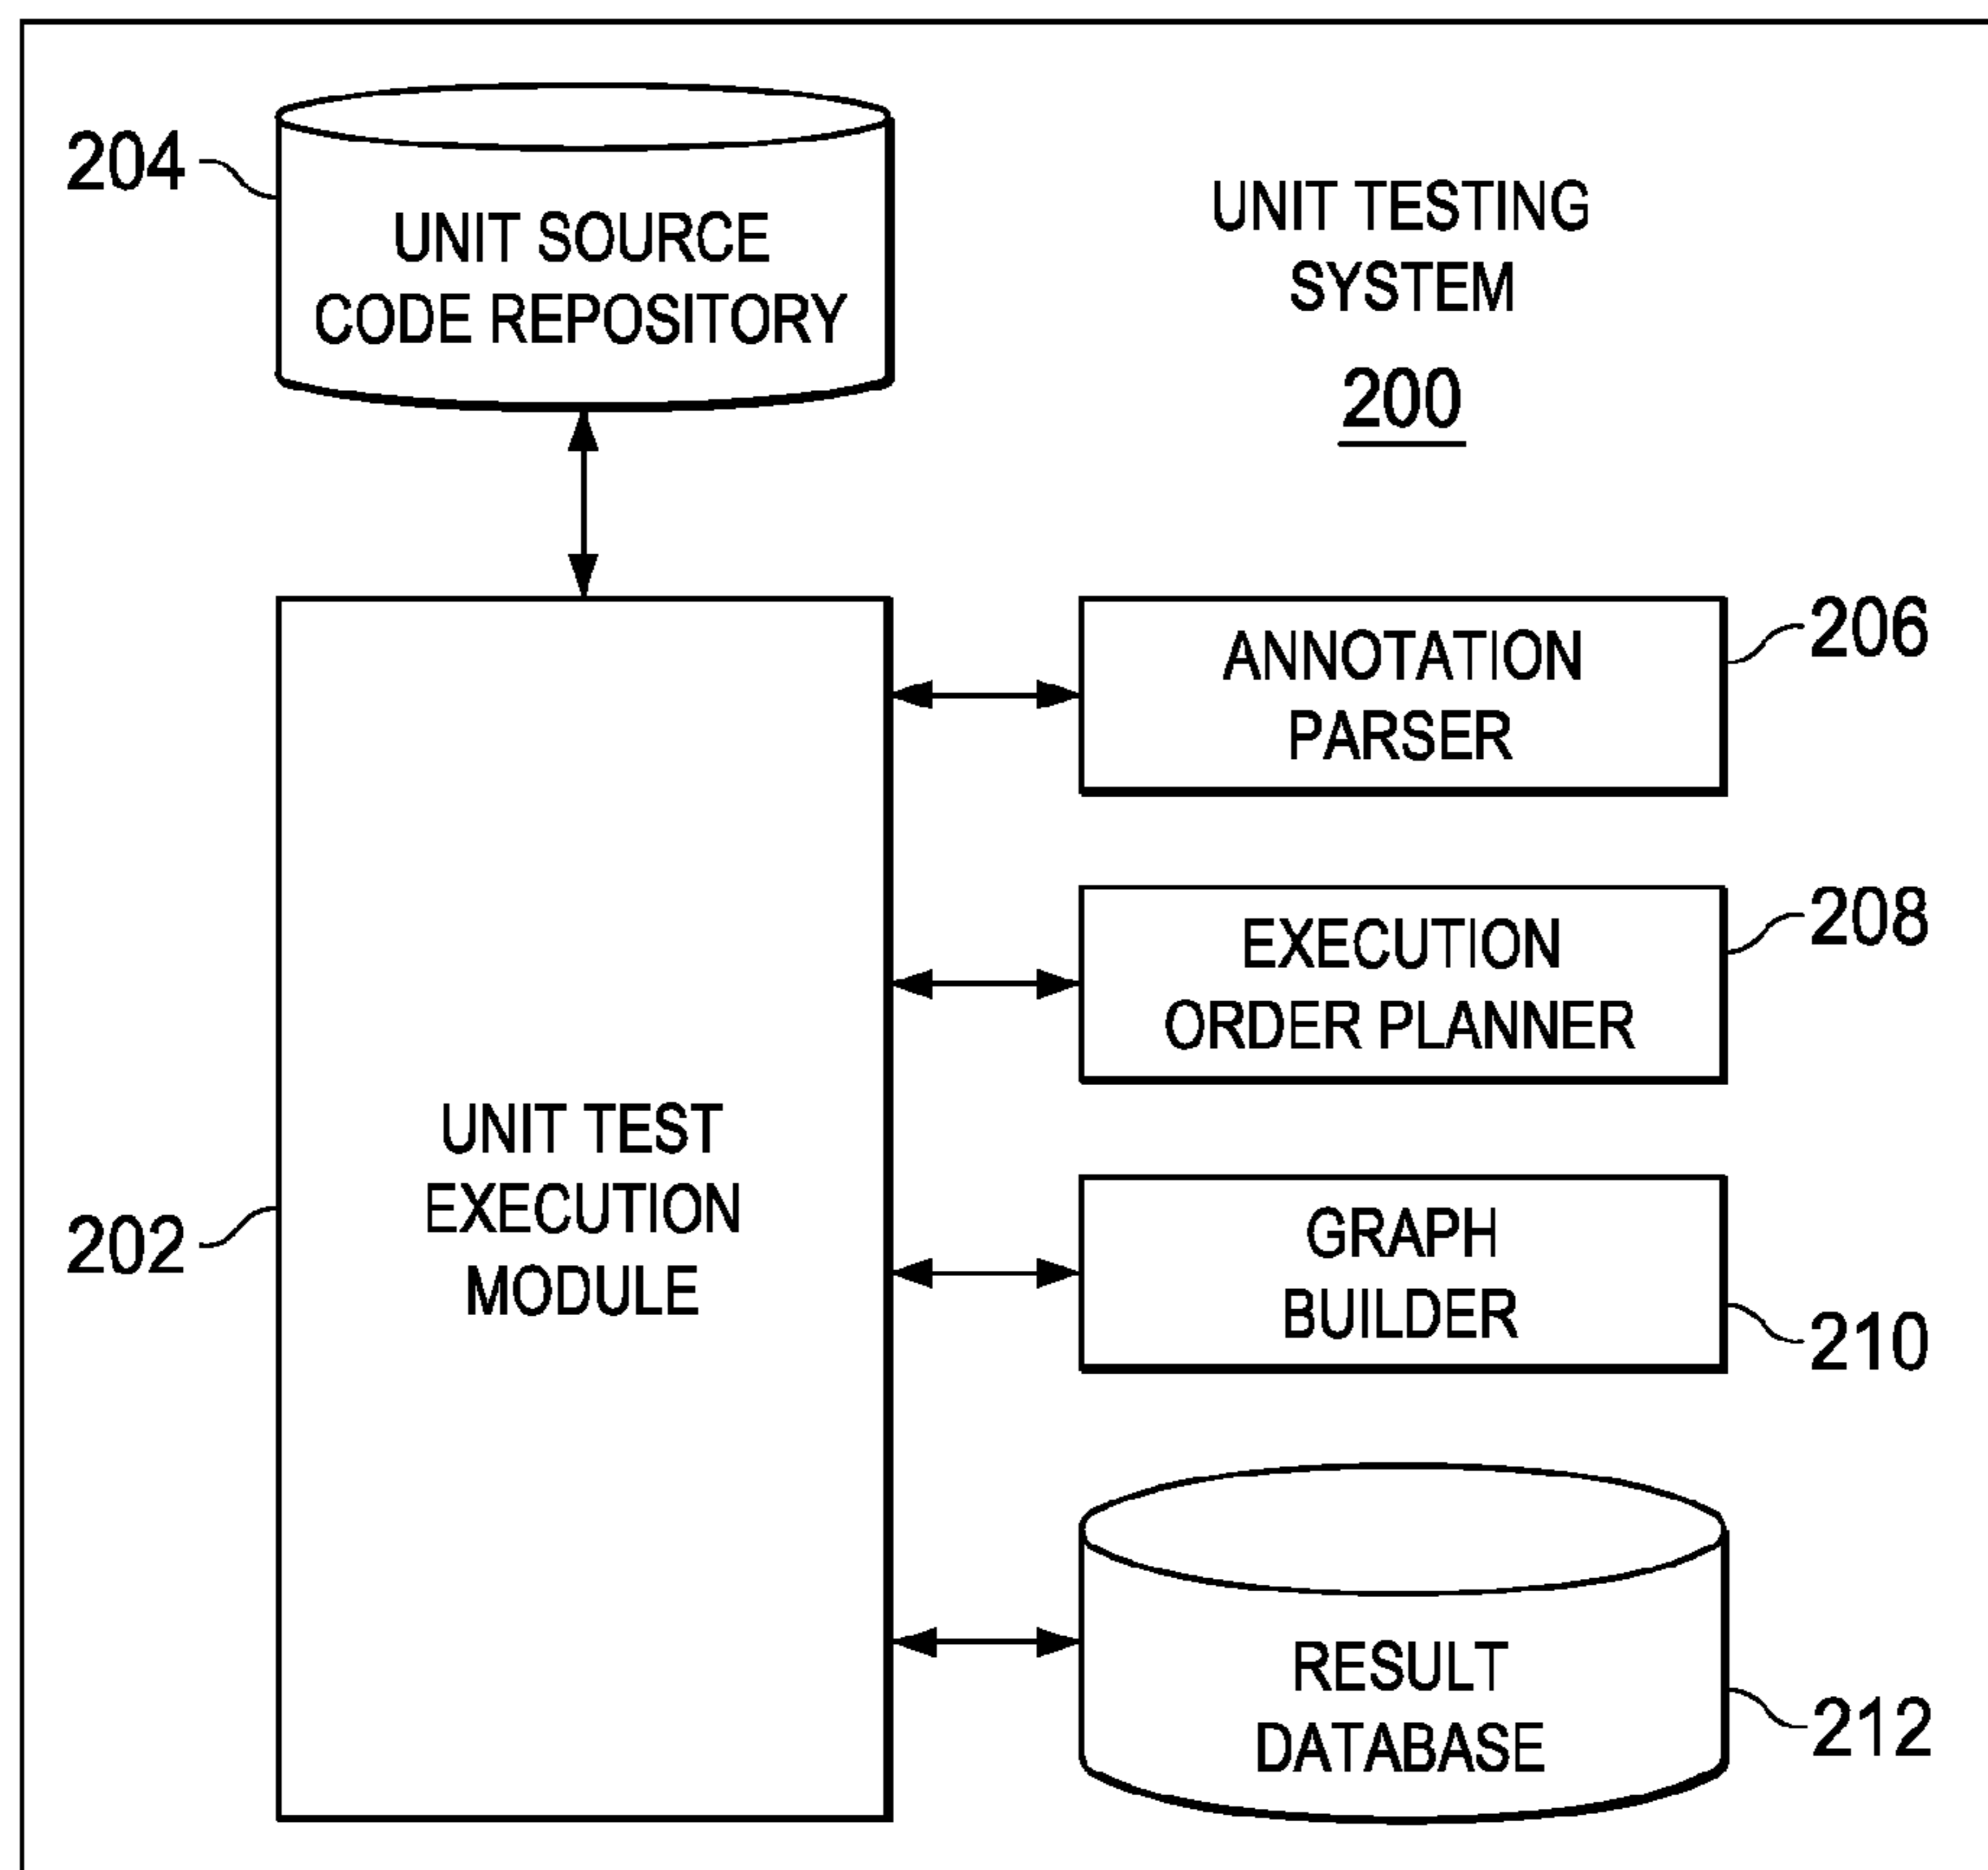 204
UNIT SOURCE
CODE REPOSITORY
UNIT TESTING
SYSTEM
200
ANNOTATION
PARSER
206
EXECUTION
ORDER PLANNER
208
202
UNIT TEST
EXECUTION
MODULE
GRAPH
BUILDER
210
RESULT
DATABASE
212